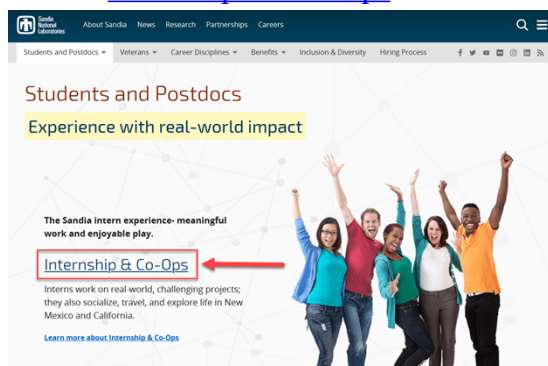 Sandia
National
Laboratories
About Sandia News Research Partnerships Careers
Students and Postdocs Veterans Career Disciplines Benefits Inclusion & Diversity Hiring Process
Students and Postdocs
Experience with real-world impact
The Sandia intern experience- meaningful
work and enjoyable play.
Internship & Co-Ops
Interns work on real-world, challenging projects;
they also socialize, travel, and explore life in New
Mexico and California.
Learn more about Internship & Co-Ops